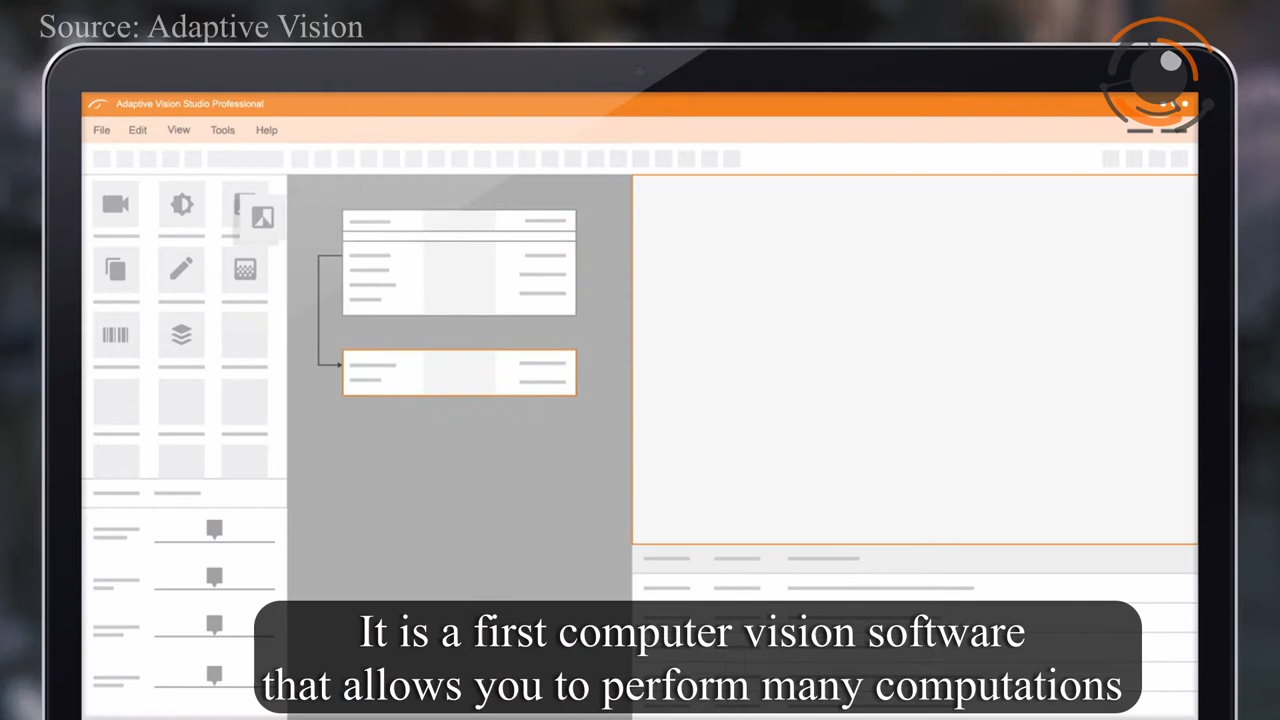 Source: Adaptive Vision
Adaptive Vision Studio Professional
File Edit View Tools Help
It is a first computer vision software
that allows you to perform many computations